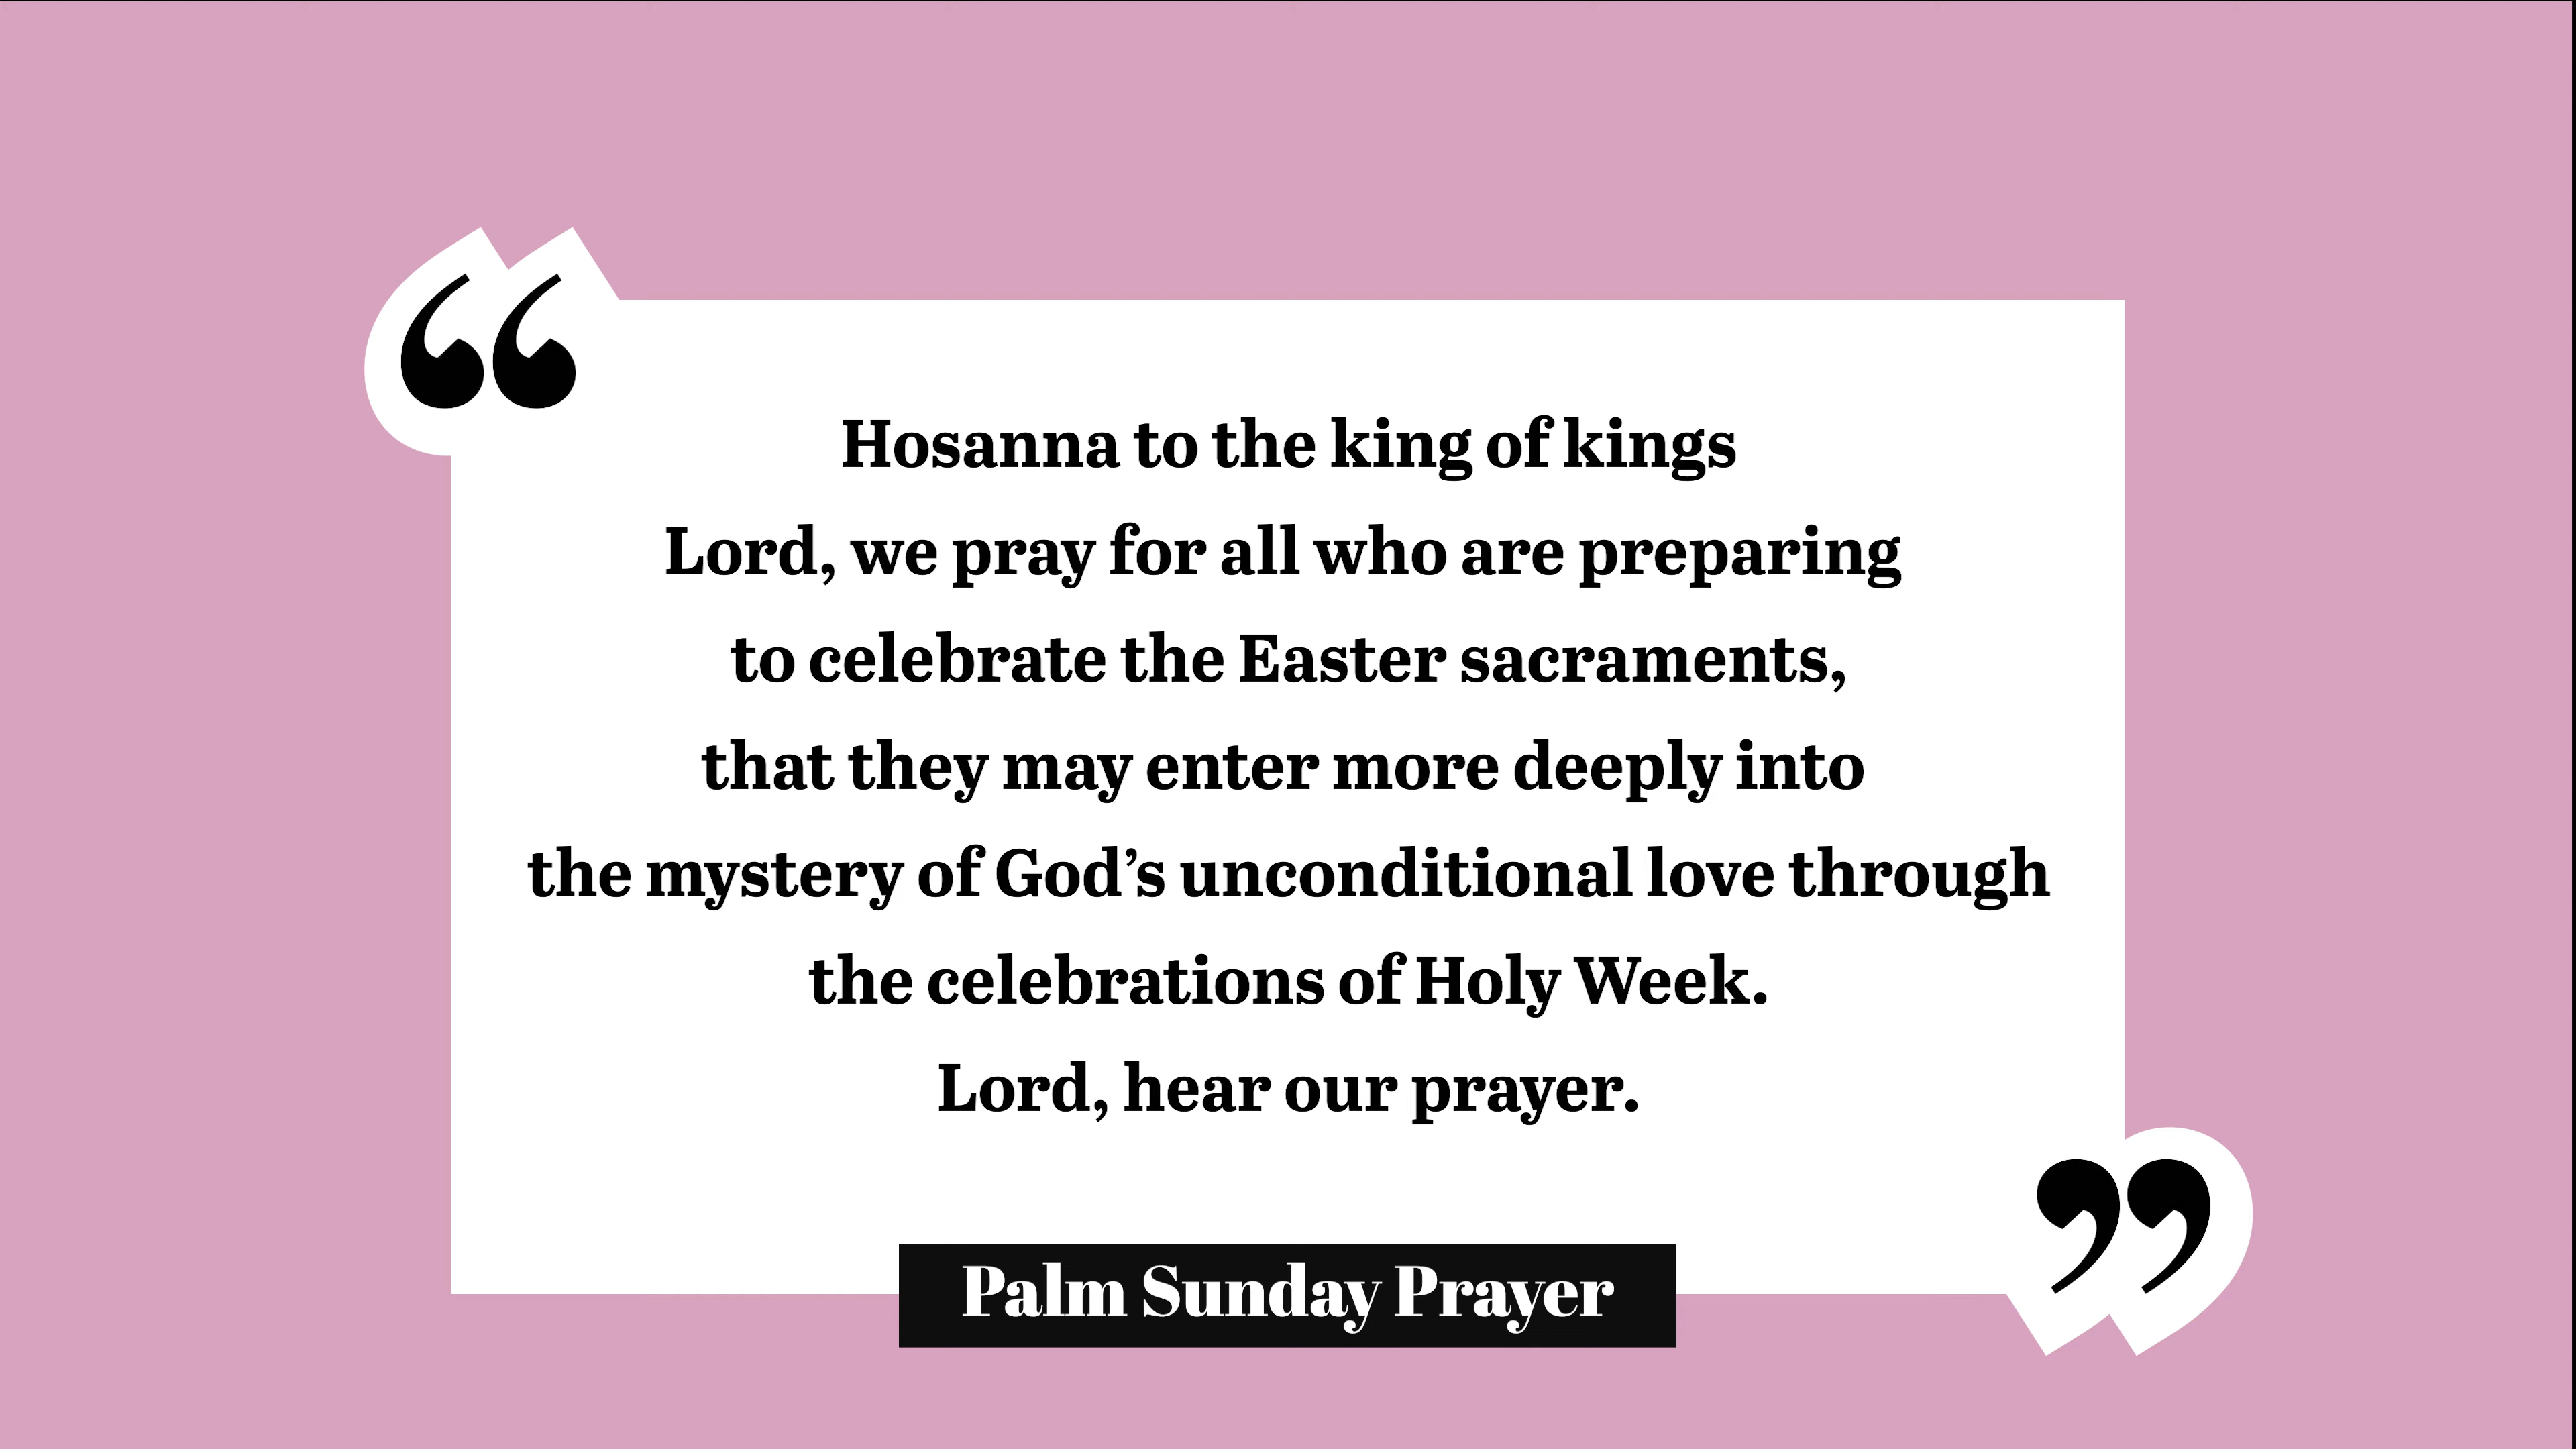 “
Hosanna to the king of kings
Lord, we pray for all who are preparing
to celebrate the Easter sacraments,
that they may enter more deeply into
the mystery of God’s unconditional love through
the celebrations of Holy Week.
Lord, hear our prayer.
”
Palm Sunday Prayer